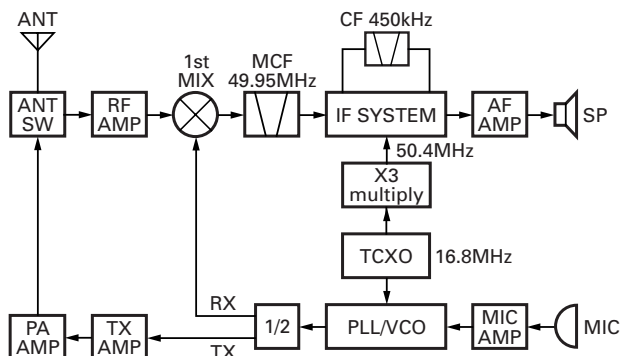 ANT
CF 450kHz
1st
MIX
MCF
49.95MHz
ANT
SW
RF
AMP
IF SYSTEM
AF
AMP
SP
50.4MHz
X3
multiply
TCXO
16.8MHz
RX
PA
AMP
TX
AMP
TX
1/2
PLL/VCO
MIC
AMP
MIC